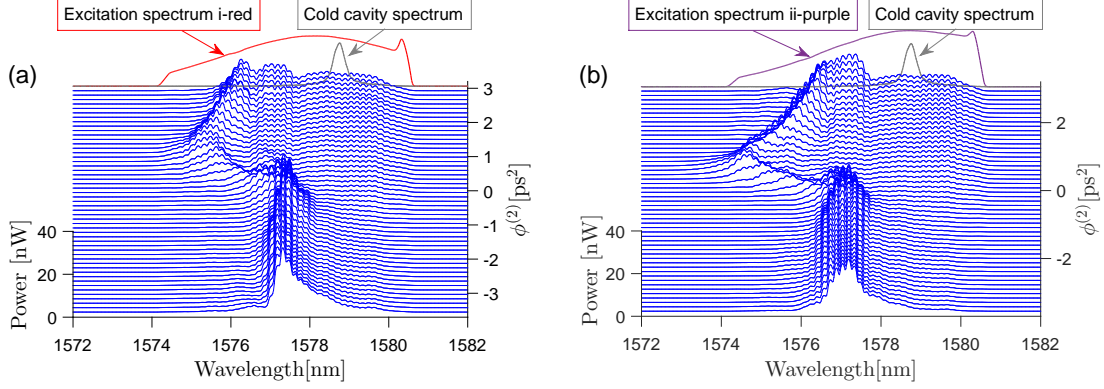 Excitation spectrum i-red
Cold cavity spectrum
(a)
3
2
1
0
-1
-2
-3
ϕ(2)[ps2]
40
20
0
Power [nW]
1572
1574
1576
1578
1580
1582
Wavelength[nm]
Excitation spectrum ii-purple
Cold cavity spectrum
(b)
2
0
-2
ϕ(2)[ps2]
40
20
0
Power [nW]
1572
1574
1576
1578
1580
1582
Wavelength[nm]